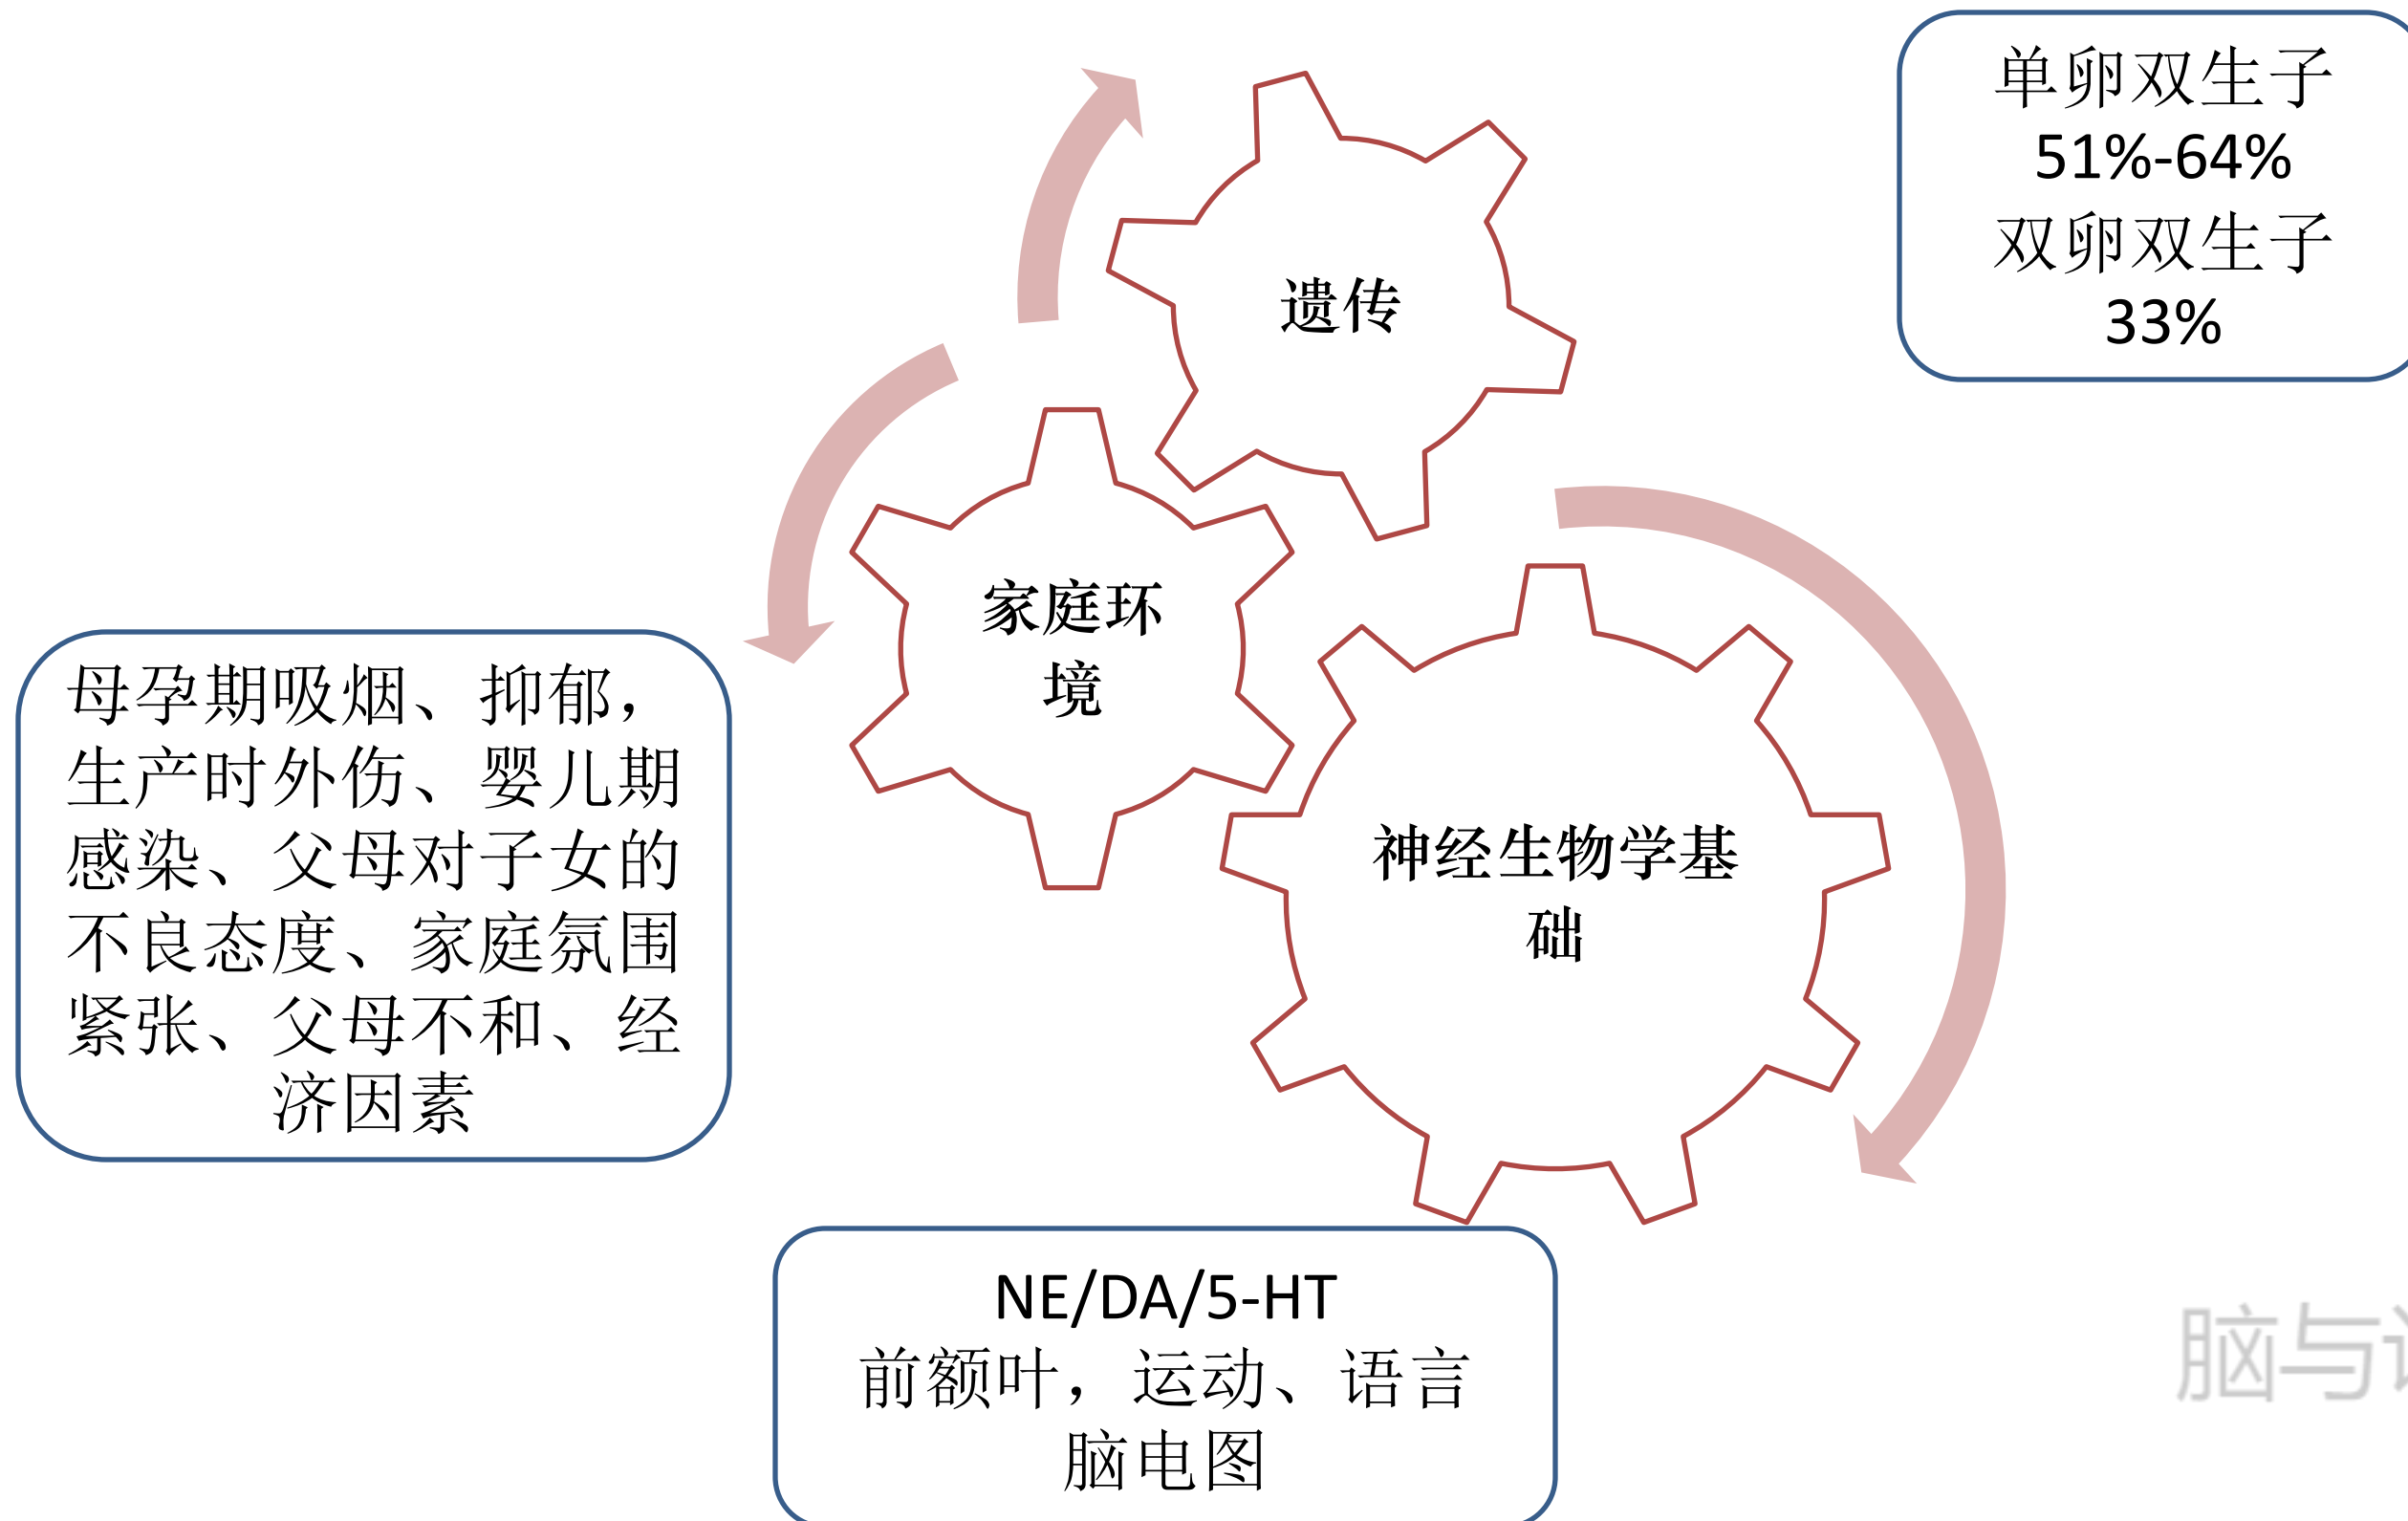 单卵双生子
51%-64%
双卵双生子
33%
遗传
家庭环
境
母孕期吸烟、抑郁，
生产时外伤、婴儿期
感染、父母对子女的
不良态度、家庭氛围
紧张、父母不和、经
济因素
神经生物学基
础
NE/DA/5-HT
前额叶，运动、语言
脑电图
脑与